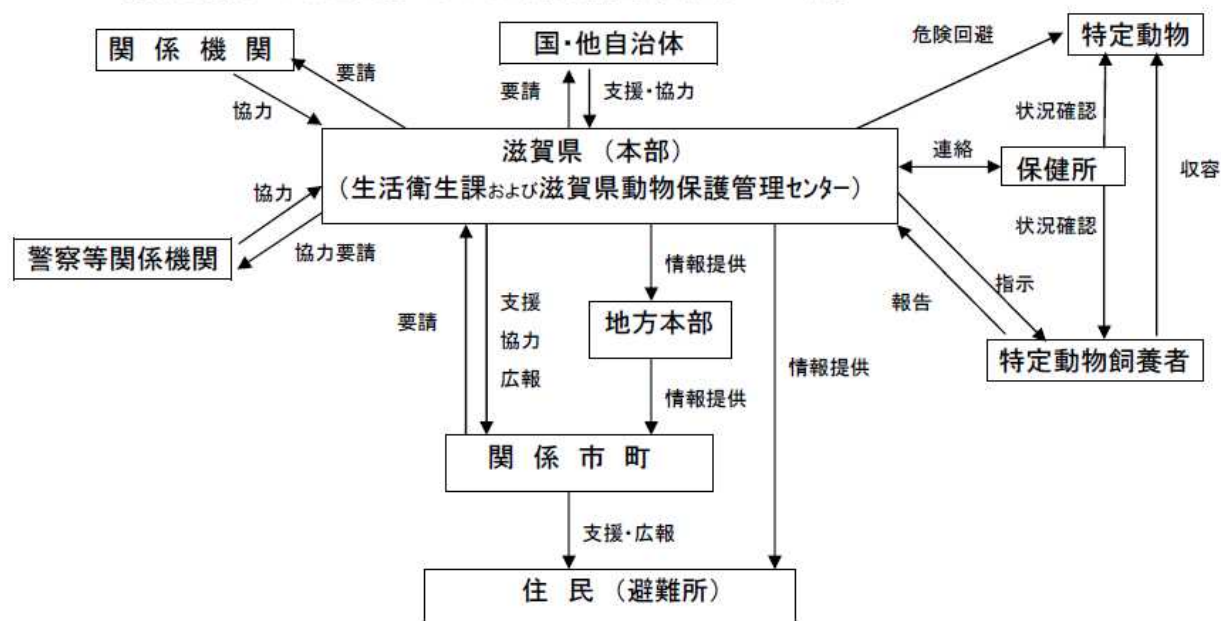 関 係 機 関
国・他自治体
危険回避
特定動物
要請
協力
要請
支援・協力
状況確認
滋賀県 （本部）
（生活衛生課および滋賀県動物保護管理センター）
連絡
保健所
収容
協力
状況確認
警察等関係機関
協力要請
情報提供
指示
報告
要請
支援
協力
広報
地方本部
特定動物飼養者
情報提供
情報提供
関 係 市 町
支援・広報
住 民 （避難所）